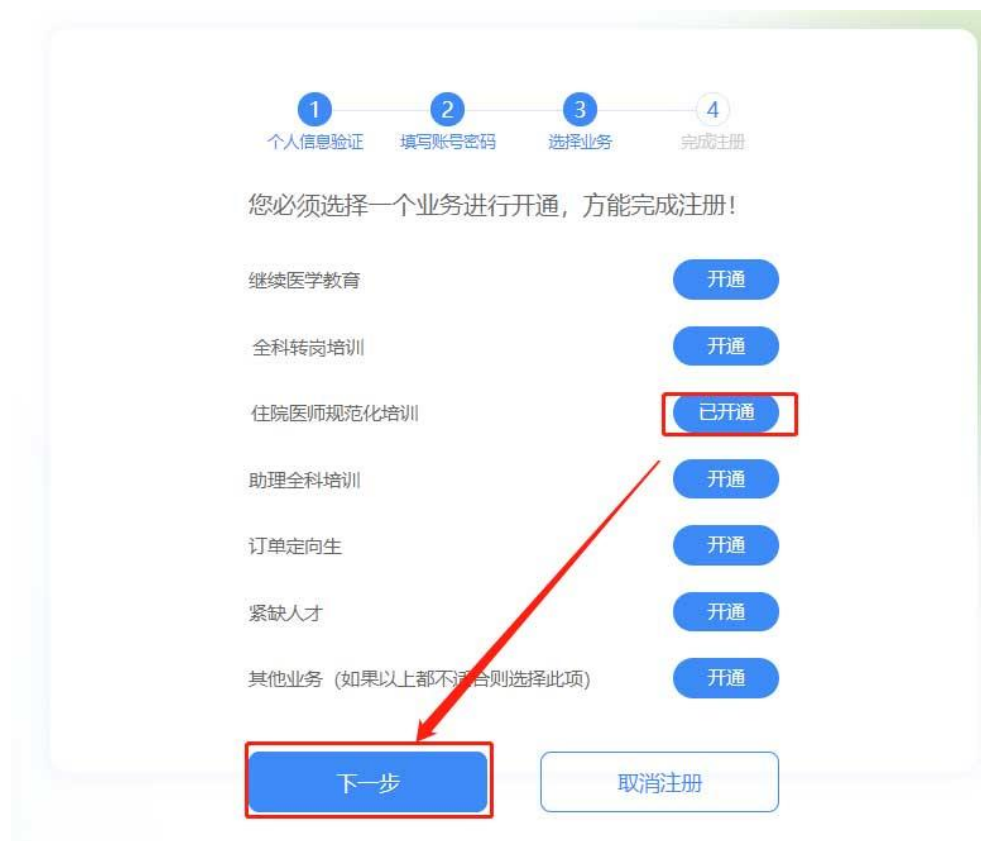 1 2 3 4
个人信息验证 填写账号密码 选择业务 完成注册
您必须选择一个业务进行开通，方能完成注册！
继续医学教育 开通
全科转岗培训 开通
住院医师规范化培训 已开通
助理全科培训 开通
订单定向生 开通
紧缺人才 开通
其他业务（如果以上都不适合则选择此项） 开通
下一步 取消注册